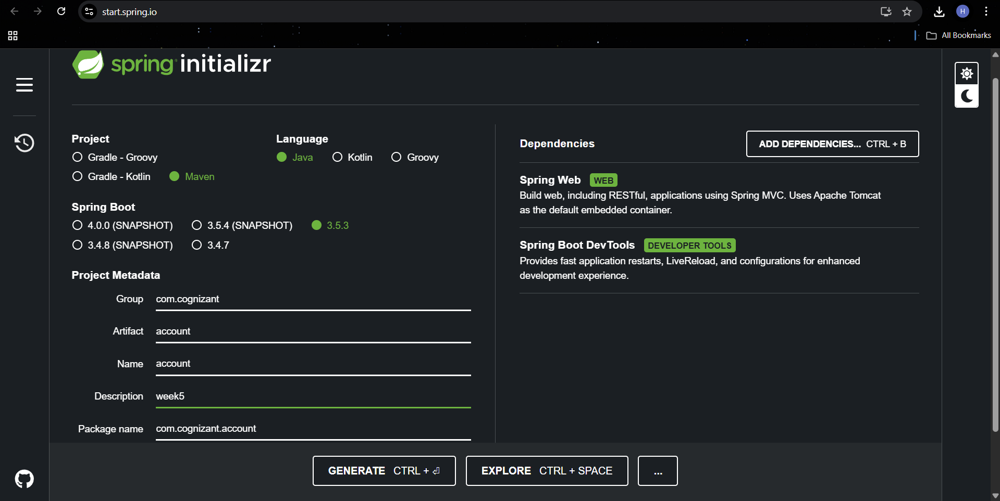 start.spring.io
H
All Bookmarks
spring initializr
Project
Gradle - Groovy
Gradle - Kotlin Maven
Language
Java Kotlin Groovy
Spring Boot
4.0.0 (SNAPSHOT) 3.5.4 (SNAPSHOT) 3.5.3
3.4.8 (SNAPSHOT) 3.4.7
Project Metadata
Group com.cognizant
Artifact account
Name account
Description week5
Package name com.cognizant.account
Dependencies
ADD DEPENDENCIES... CTRL + B
Spring Web WEB
Build web, including RESTful, applications using Spring MVC. Uses Apache Tomcat
as the default embedded container.
Spring Boot DevTools DEVELOPER TOOLS
Provides fast application restarts, LiveReload, and configurations for enhanced
development experience.
GENERATE CTRL + ⏎
EXPLORE CTRL + SPACE
...